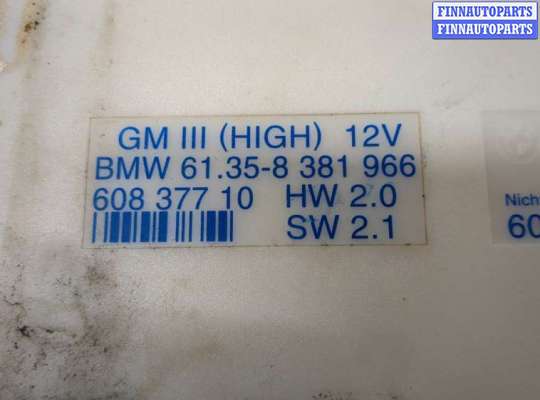 FINNAUTOPARTS
FINNAUTOPARTS
GM III (HIGH) 12V
BMW 61.35-8 381 966
608 377 10 HW 2.0
SW 2.1
Nich
60